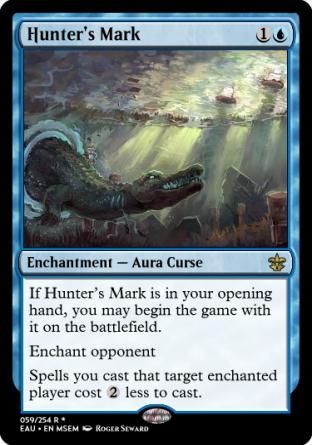 Hunter's Mark 1
Enchantment — Aura Curse
If Hunter's Mark is in your opening
hand, you may begin the game with
it on the battlefield.
Enchant opponent
Spells you cast that target enchanted
player cost 2 less to cast.
059/254 R *
EAU • EN MSEM Roger Seward